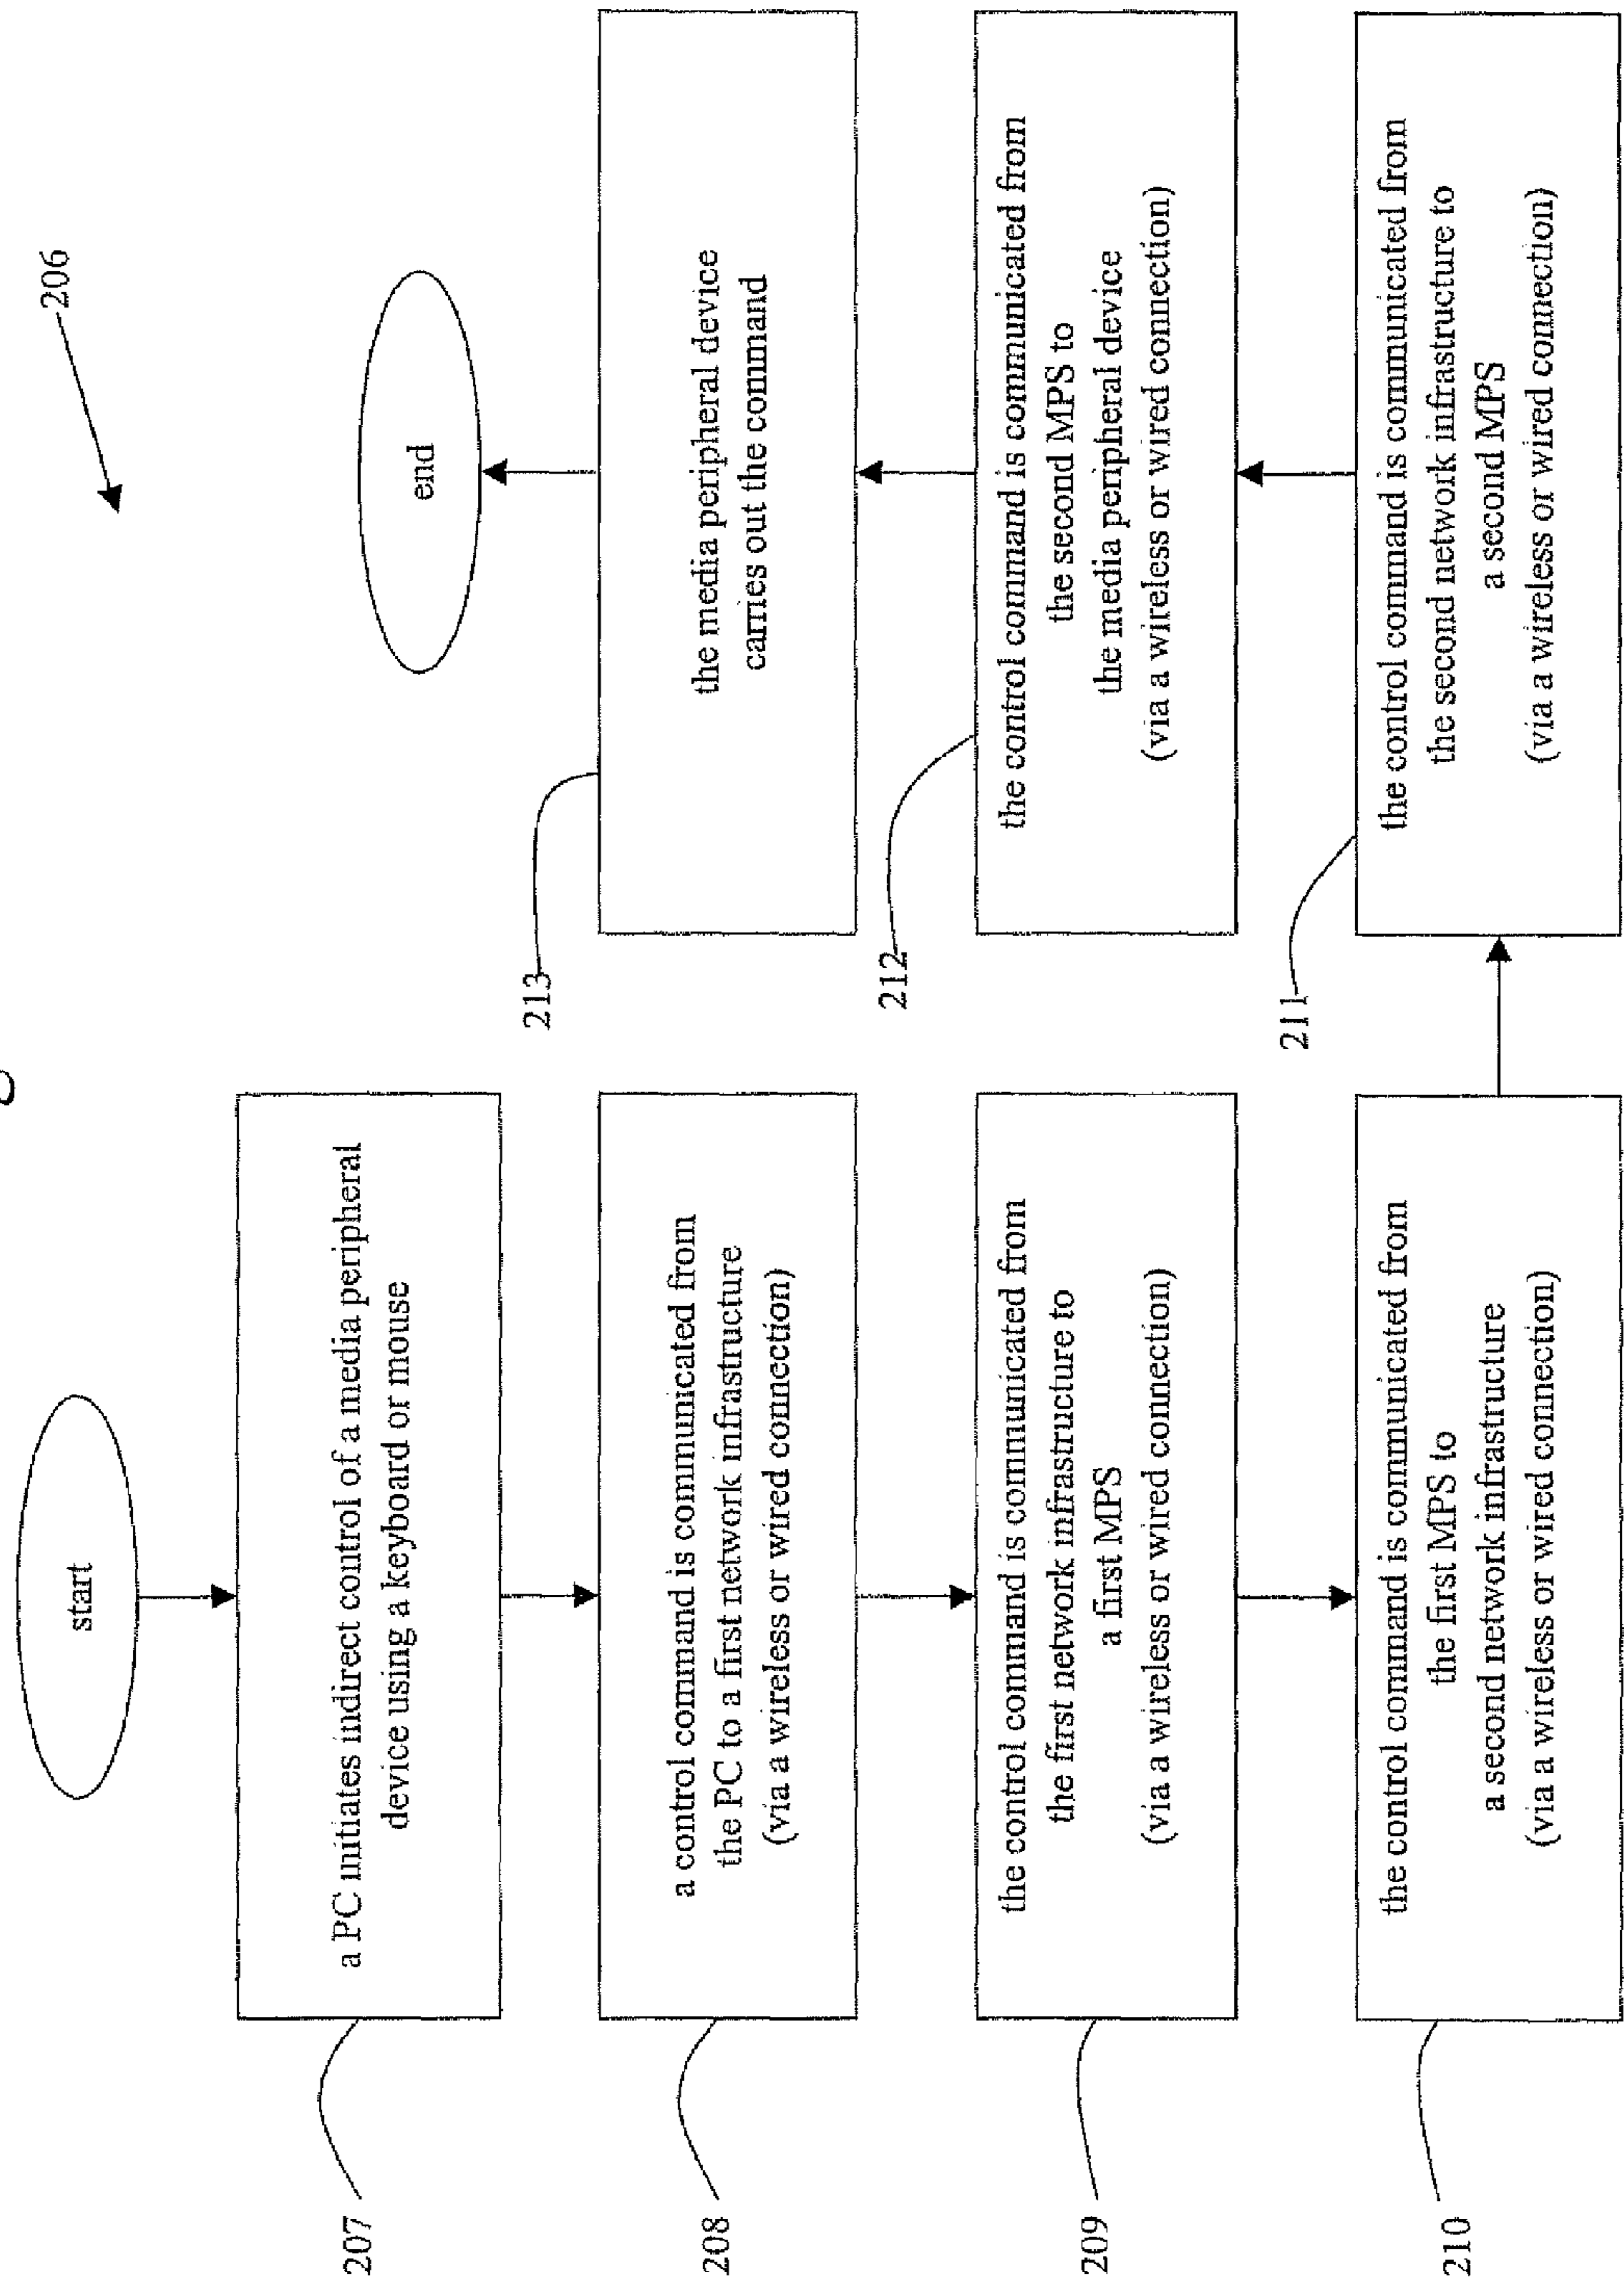 206
start
207
a PC initiates indirect control of a media peripheral
device using a keyboard or mouse
208
a control command is communicated from
the PC to a first network infrastructure
(via a wireless or wired connection)
209
the control command is communicated from
the first network infrastructure to
a first MPS
(via a wireless or wired connection)
210
the control command is communicated from
the first MPS to
a second network infrastructure
(via a wireless or wired connection)
211
the control command is communicated from
the second network infrastructure to
a second MPS
(via a wireless or wired connection)
212
the control command is communicated from
the second MPS to
the media peripheral device
(via a wireless or wired connection)
213
the media peripheral device
carries out the command
end